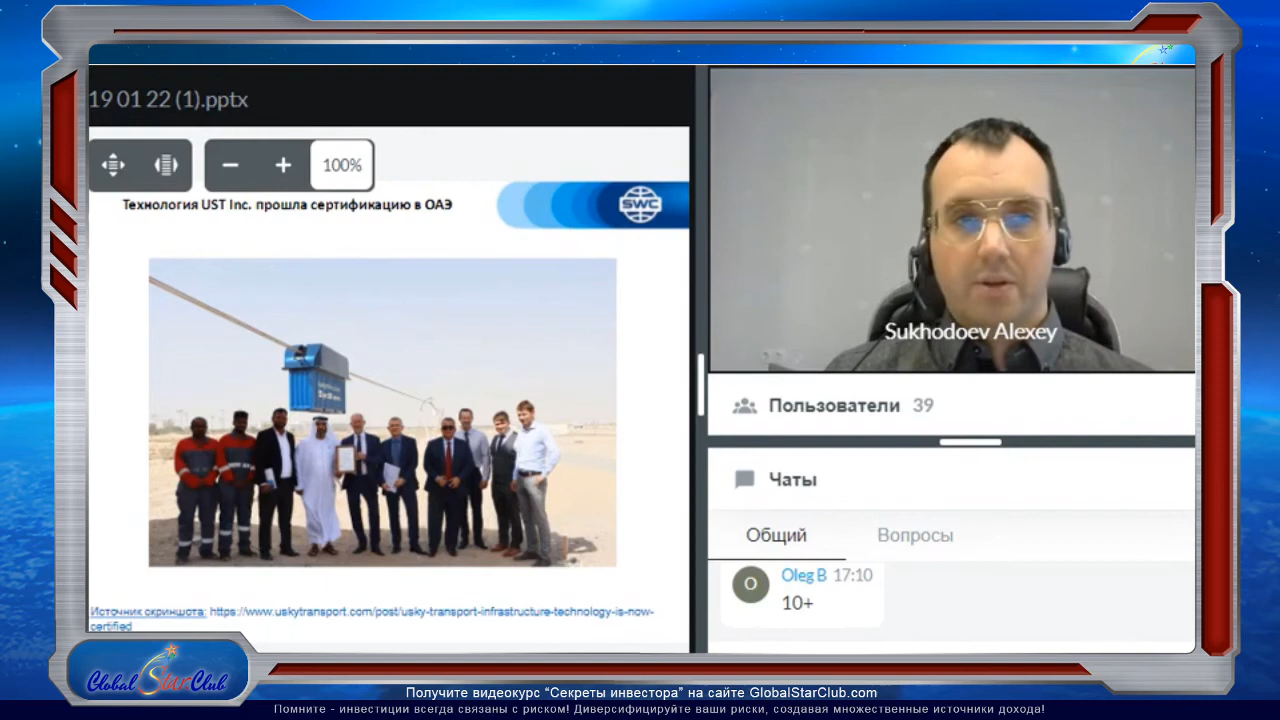 19 01 22 (1).pptx
100%
Технология UST Inc. прошла сертификацию в ОАЭ
SWC
Источник скриншота: https://www.uskytransport.com/post/usky-transport-infrastructure-technology-is-now-
certified
Sukhodoev Alexey
Пользователи 39
Чаты
Общий Вопросы
O
Oleg B 17:10
10+
Global Star Club
Получите видеокурс “Секреты инвестора” на сайте GlobalStarClub.com
Помните - инвестиции всегда связаны с риском! Диверсифицируйте ваши риски, создавая множественные источники дохода!